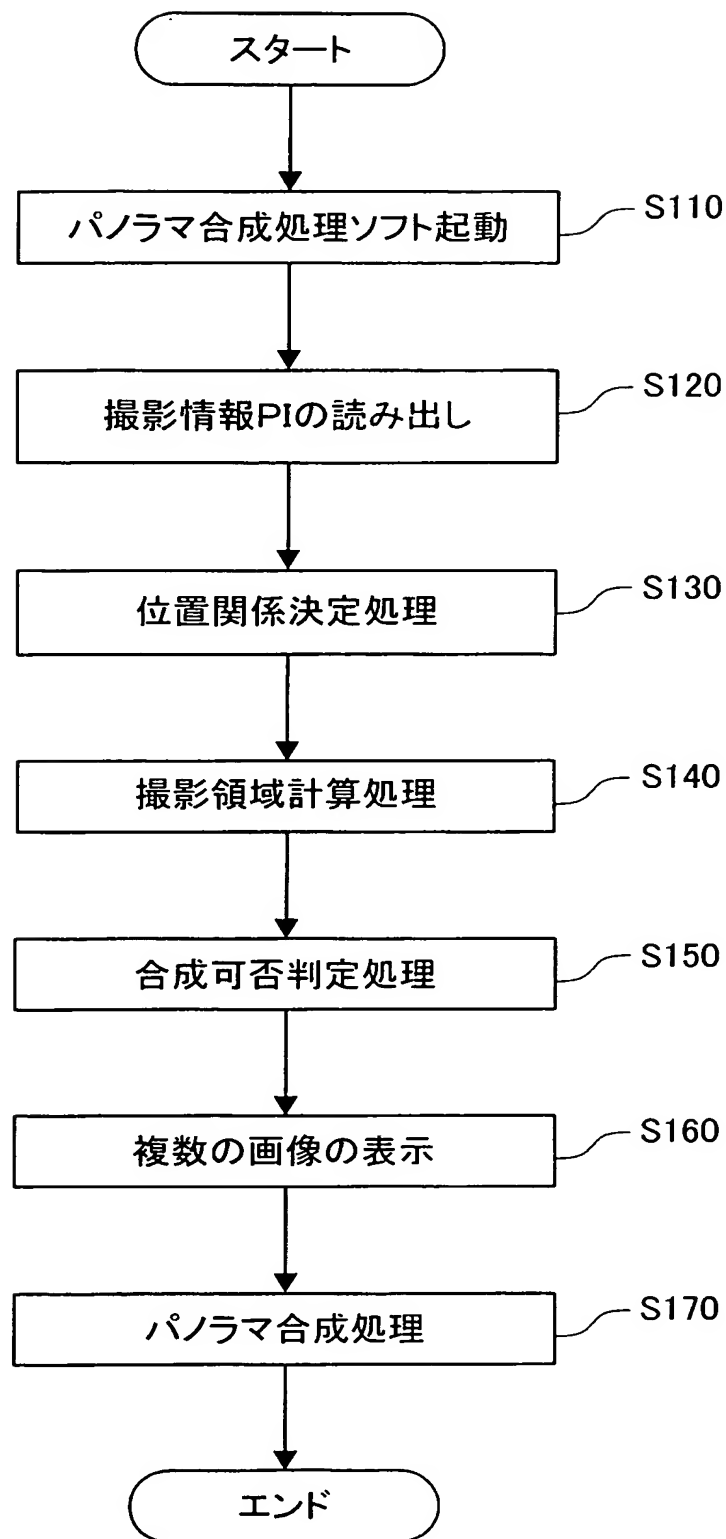 スタート
パノラマ合成処理ソフト起動
S110
撮影情報PIの読み出し
S120
位置関係決定処理
S130
撮影領域計算処理
S140
合成可否判定処理
S150
複数の画像の表示
S160
パノラマ合成処理
S170
エンド